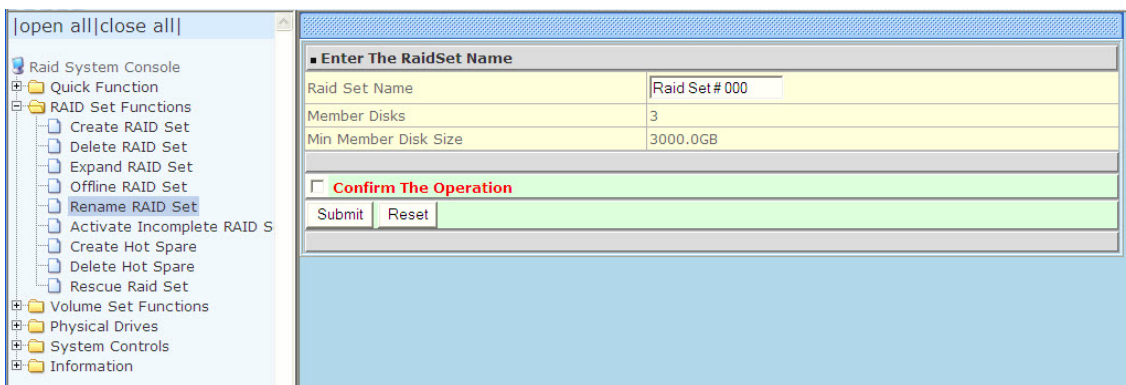 |open all|close all|
Raid System Console
Quick Function
RAID Set Functions
Create RAID Set
Delete RAID Set
Expand RAID Set
Offline RAID Set
Rename RAID Set
Activate Incomplete RAID S
Create Hot Spare
Delete Hot Spare
Rescue Raid Set
Volume Set Functions
Physical Drives
System Controls
Information
Enter The RaidSet Name
Raid Set Name Raid Set # 000
Member Disks 3
Min Member Disk Size 3000.0GB
Confirm The Operation
Submit Reset